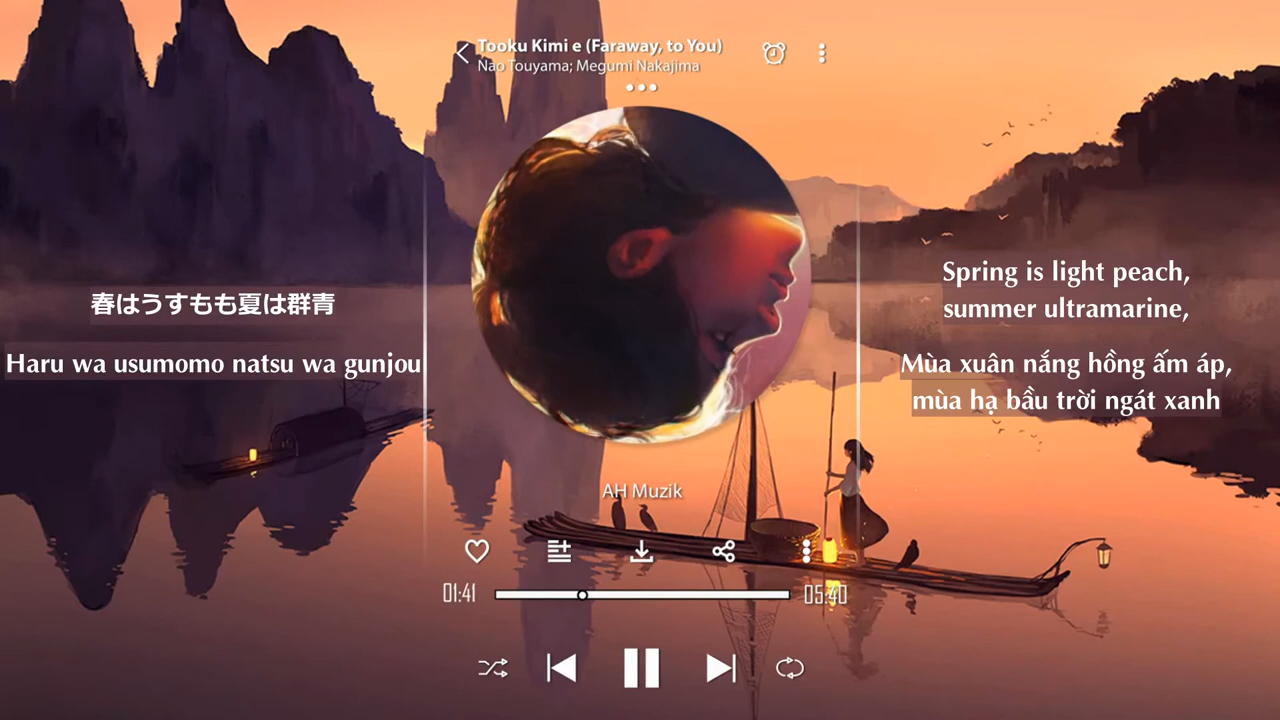 Tooku Kimi e (Faraway, to You)
Nao Touyama; Megumi Nakajima
春はうすもも夏は群青
Haru wa usumomo natsu wa gunjou
Spring is light peach,
summer ultramarine,
Mùa xuân nắng hồng ấm áp,
mùa hạ bầu trời ngát xanh
AH Muzik
01:41
05:40